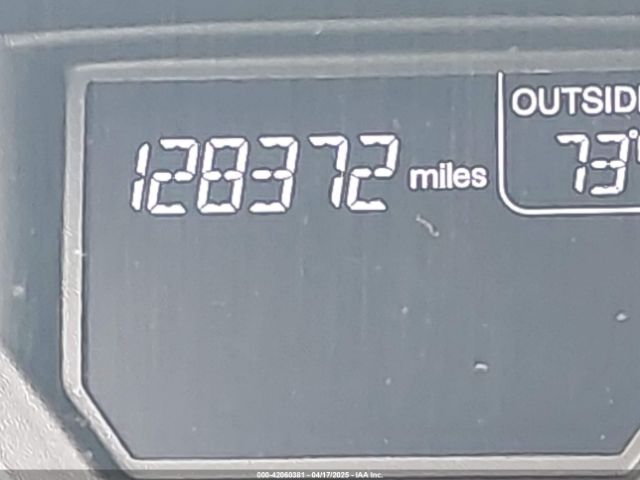 OUTSIDE
128372 miles
73°
000-42060381 - 04/17/2025 - IAA Inc.